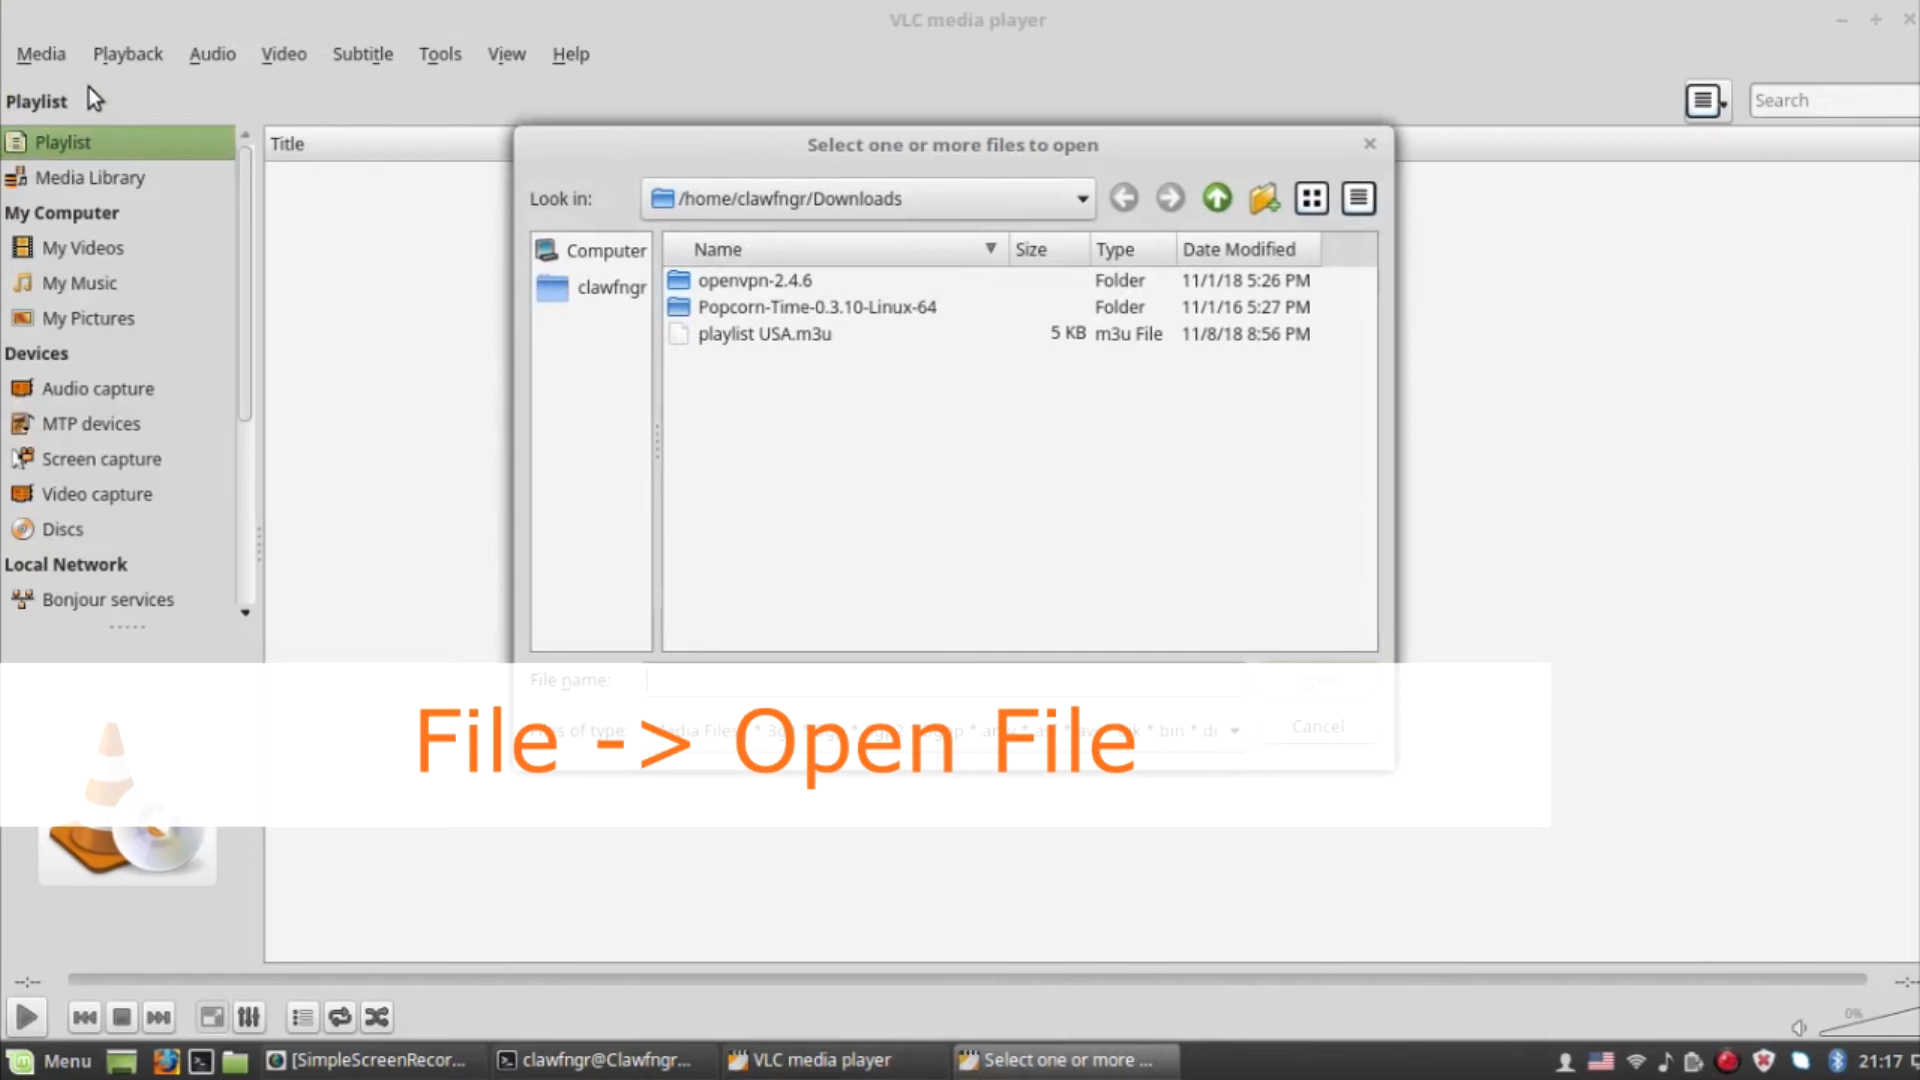 VLC media player
Media Playback Audio Video Subtitle Tools View Help
Playlist
Search
Playlist
Media Library
My Computer
My Videos
My Music
My Pictures
Devices
Audio capture
MTP devices
Screen capture
Video capture
Discs
Local Network
Bonjour services
Title
Select one or more files to open
Look in: /home/clawfngr/Downloads
Computer
clawfngr
Name Size Type Date Modified
openvpn-2.4.6 Folder 11/1/18 5:26 PM
Popcorn-Time-0.3.10-Linux-64 Folder 11/1/16 5:27 PM
playlist USA.m3u 5 KB m3u File 11/8/18 8:56 PM
File name: Open
of type: Cancel
File -> Open File
--:-- --:--
0%
Menu [SimpleScreenRecor... clawfngr@Clawfngr... VLC media player Select one or more ... 21:17